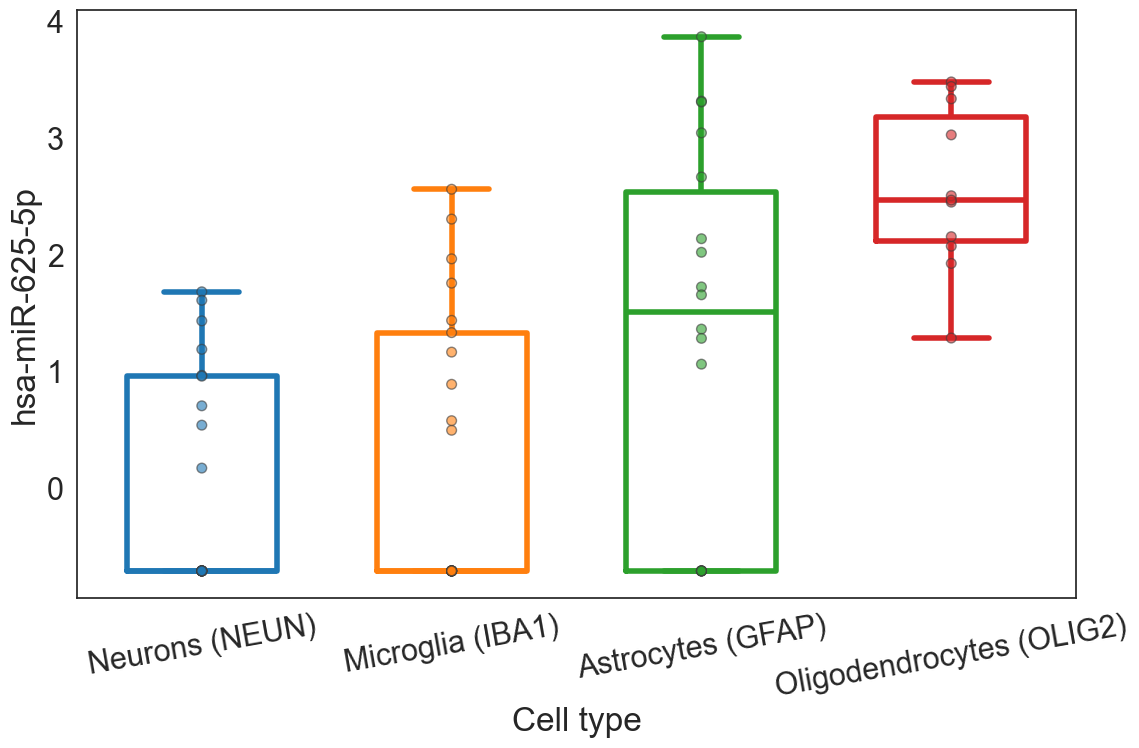 hsa-miR-625-5p
4
3
2
1
0
Neurons (NEUN)
Microglia (IBA1)
Astrocytes (GFAP)
Oligodendrocytes (OLIG2)
Cell type